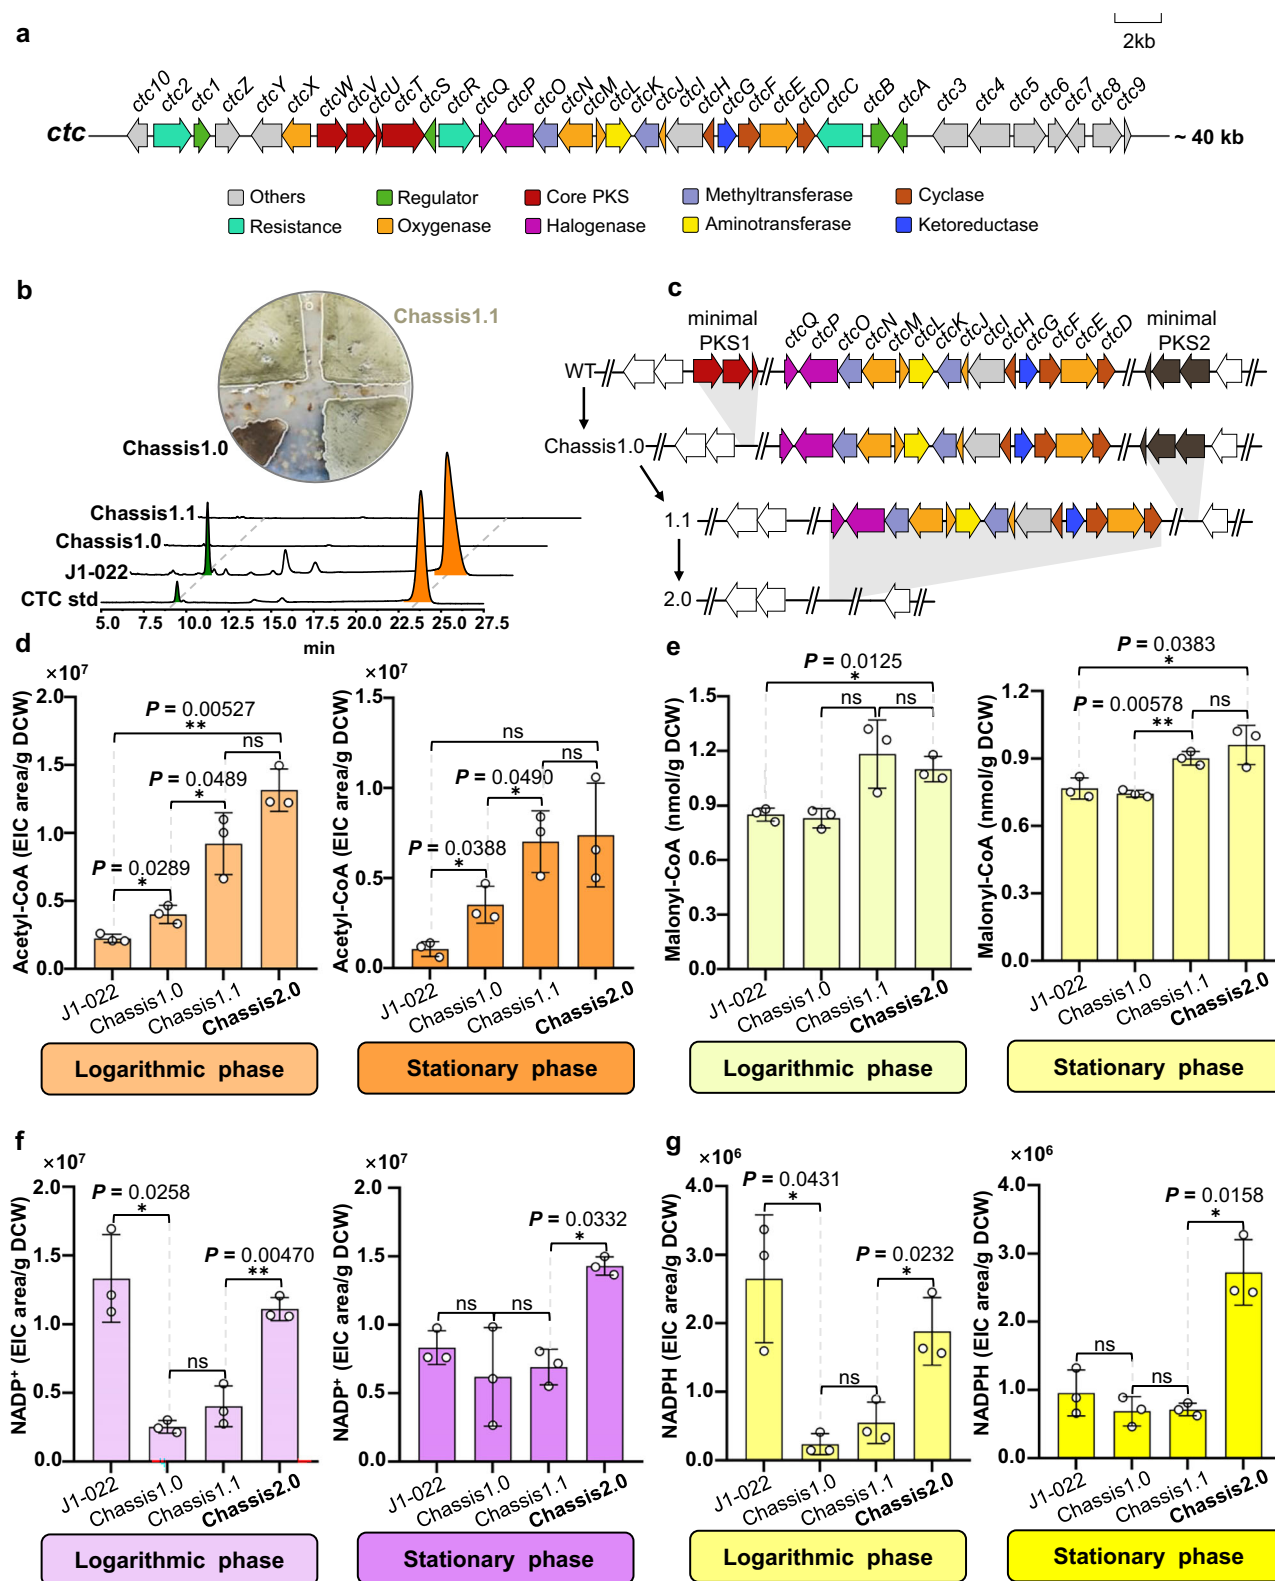 a
2kb
ctc10 ctc2 ctc1 ctcZ ctcY ctcX ctcW ctcV ctcU ctcT ctcS ctcR ctcQ ctcP ctcO ctcN ctcM ctcL ctcK ctcJ ctcI ctcH ctcG ctcF ctcE ctcD ctcC ctcB ctcA ctc3 ctc4 ctc5 ctc6 ctc7 ctc8 ctc9
ctc ~ 40 kb
Others Regulator Core PKS Methyltransferase Cyclase
Resistance Oxygenase Halogenase Aminotransferase Ketoreductase
b
Chassis1.1
Chassis1.0
Chassis1.1
Chassis1.0
J1-022
CTC std
5.0 7.5 10.0 12.5 15.0 17.5 20.0 22.5 25.0 27.5
min
c
minimal PKS1
ctcQ ctcP ctcO ctcN ctcM ctcL ctcK ctcJ ctcI ctcH ctcG ctcF ctcE ctcD
minimal PKS2
WT
Chassis1.0
1.1
2.0
d
×10⁷
Acetyl-CoA (EIC area/g DCW)
2.0
1.5
1.0
0.5
0.0
P = 0.00527
**
ns
P = 0.0489
*
P = 0.0289
*
J1-022 Chassis1.0 Chassis1.1 Chassis2.0
Logarithmic phase
×10⁷
Acetyl-CoA (EIC area/g DCW)
1.5
1.0
0.5
0.0
ns
ns
P = 0.0490
*
P = 0.0388
*
J1-022 Chassis1.0 Chassis1.1 Chassis2.0
Stationary phase
e
Malonyl-CoA (nmol/g DCW)
1.5
1.2
0.9
0.6
0.3
0.0
P = 0.0125
*
ns ns
J1-022 Chassis1.0 Chassis1.1 Chassis2.0
Logarithmic phase
Malonyl-CoA (nmol/g DCW)
1.2
0.9
0.6
0.3
0.0
P = 0.0383
*
P = 0.00578
**
ns
J1-022 Chassis1.0 Chassis1.1 Chassis2.0
Stationary phase
f
×10⁷
NADP⁺ (EIC area/g DCW)
2.0
1.5
1.0
0.5
0.0
P = 0.0258
*
P = 0.00470
**
ns
J1-022 Chassis1.0 Chassis1.1 Chassis2.0
Logarithmic phase
×10⁷
NADP⁺ (EIC area/g DCW)
2.0
1.5
1.0
0.5
0.0
P = 0.0332
*
ns ns
J1-022 Chassis1.0 Chassis1.1 Chassis2.0
Stationary phase
g
×10⁶
NADPH (EIC area/g DCW)
4.0
3.0
2.0
1.0
0.0
P = 0.0431
*
P = 0.0232
*
ns
J1-022 Chassis1.0 Chassis1.1 Chassis2.0
Logarithmic phase
×10⁶
NADPH (EIC area/g DCW)
4.0
3.0
2.0
1.0
0.0
P = 0.0158
*
ns
ns
J1-022 Chassis1.0 Chassis1.1 Chassis2.0
Stationary phase